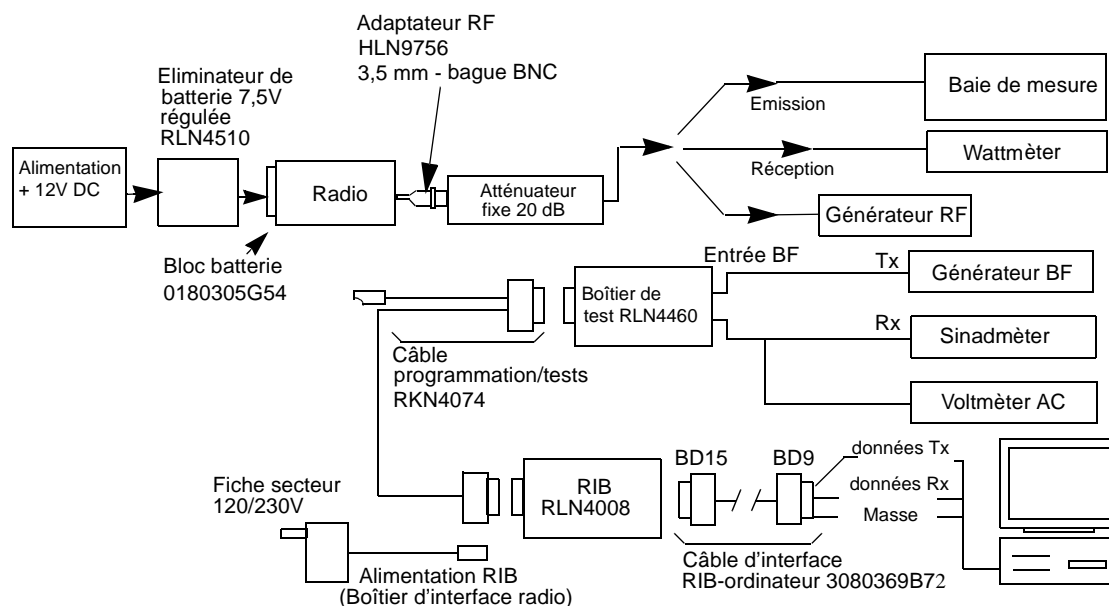 Adaptateur RF
HLN9756
3,5 mm - bague BNC
Eliminateur de
batterie 7,5V
régulée
RLN4510
Alimentation
+ 12V DC
Radio
Atténuateur
fixe 20 dB
Emission
Baie de mesure
Réception
Wattmèter
Générateur RF
Bloc batterie
0180305G54
Entrée BF
Boîtier de
test RLN4460
Tx
Générateur BF
Rx
Sinadmèter
Voltmèter AC
Câble
programmation/tests
RKN4074
Fiche secteur
120/230V
RIB
RLN4008
BD15
BD9
données Tx
données Rx
Masse
Alimentation RIB
(Boîtier d'interface radio)
Câble d'interface
RIB-ordinateur 3080369B72